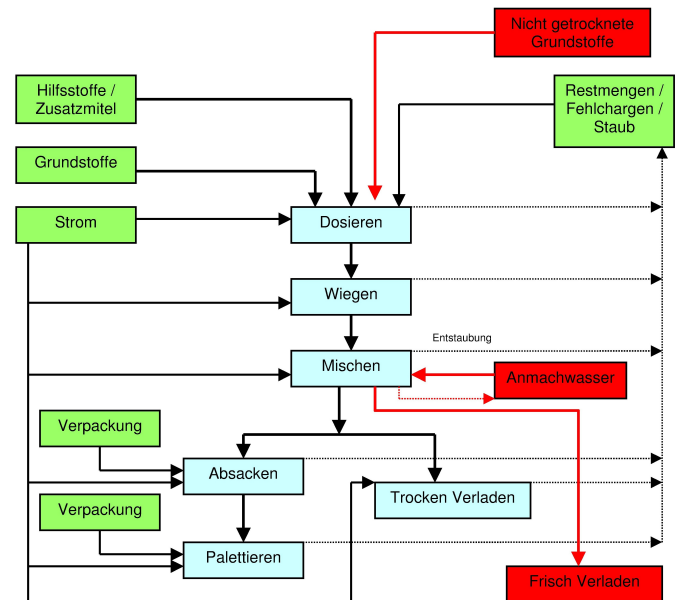 Nicht getrocknete
Grundstoffe
Hilfsstoffe /
Zusatzmitel
Restmengen /
Fehlchargen /
Staub
Grundstoffe
Strom
Dosieren
Wiegen
Entstaubung
Mischen
Anmachwasser
Verpackung
Absacken
Trocken Verladen
Verpackung
Palettieren
Frisch Verladen